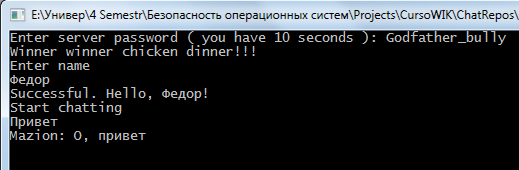 E:\Универ\4 Semestr\Безопасность операционных систем\Projects\CursoWIK\ChatRepos\
Enter server password ( you have 10 seconds ): Godfather_bully
Winner winner chicken dinner!!!
Enter name
Федор
Successful. Hello, Федор!
Start chatting
Привет
Mazion: О, привет